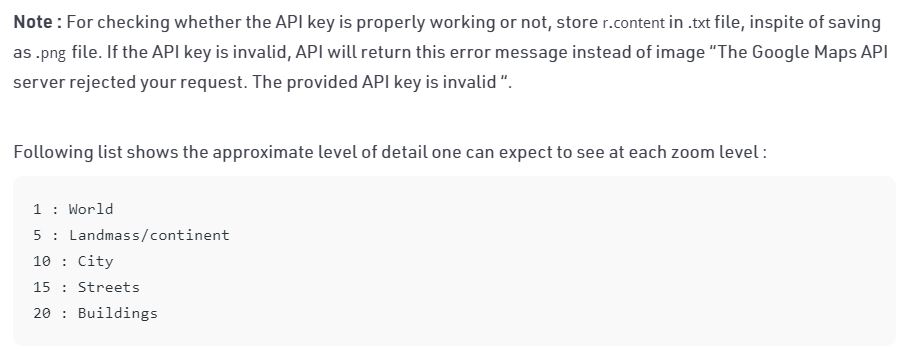 Note : For checking whether the API key is properly working or not, store r.content in .txt file, inspite of saving
as .png file. If the API key is invalid, API will return this error message instead of image “The Google Maps API
server rejected your request. The provided API key is invalid “.
Following list shows the approximate level of detail one can expect to see at each zoom level :
1 : World
5 : Landmass/continent
10 : City
15 : Streets
20 : Buildings